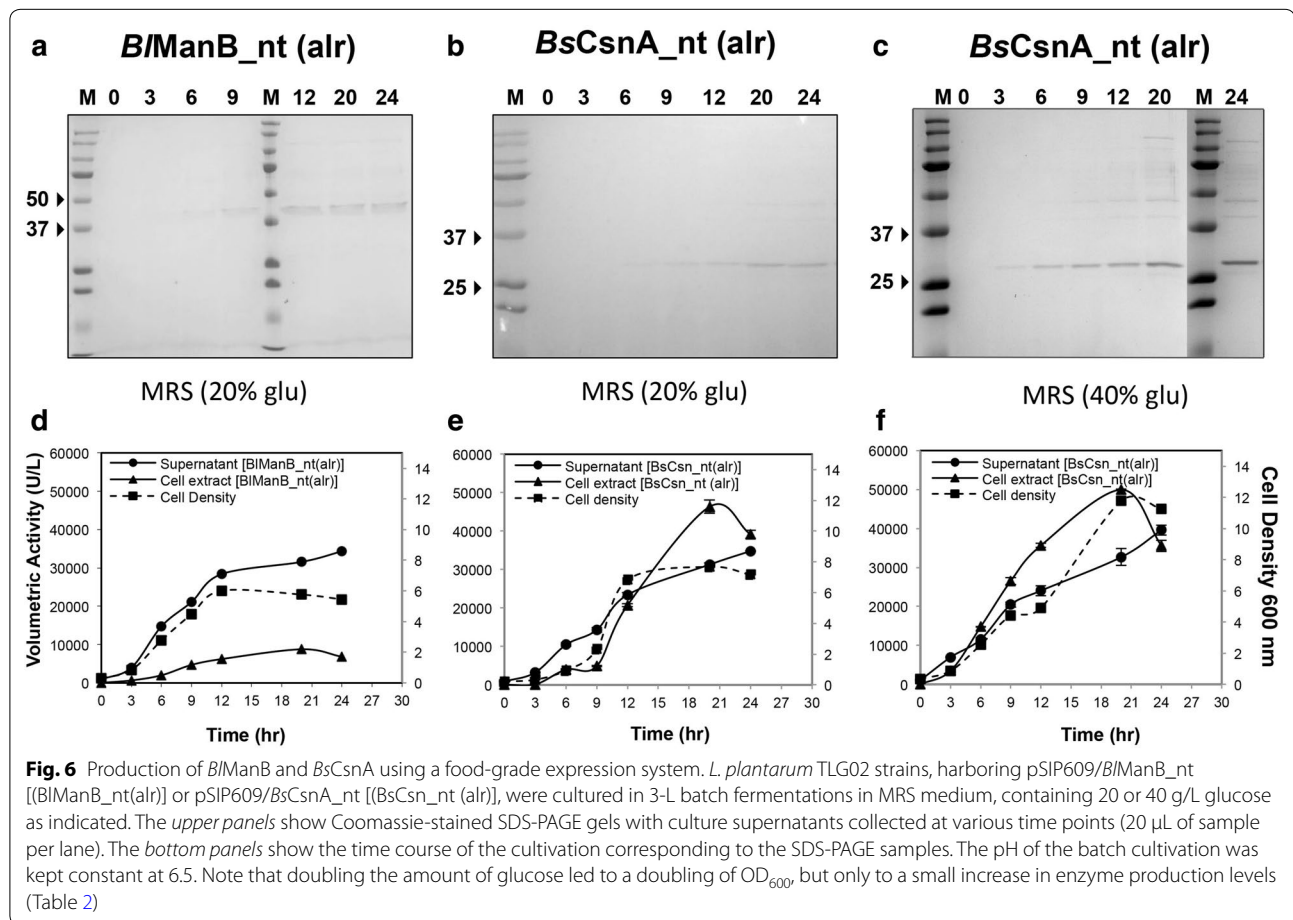 a BlManB_nt (alr)
M 0 3 6 9 M 12 20 24
50
37
b BsCsnA_nt (alr)
M 0 3 6 9 12 20 24
37
25
c BsCsnA_nt (alr)
M 0 3 6 9 12 20 M 24
37
25
MRS (20% glu)
MRS (20% glu)
MRS (40% glu)
d
Volumetric Activity (U/L)
60000
50000
40000
30000
20000
10000
0
Supernatant [BlManB_nt(alr)]
Cell extract [BlManB_nt(alr)]
Cell Density
14
12
10
8
6
4
2
0
0 3 6 9 12 15 18 21 24 27 30
Time (hr)
e
60000
50000
40000
30000
20000
10000
0
Supernatant [BsCsn_nt(alr)]
Cell extract [BsCsn_nt (alr)]
Cell density
14
12
10
8
6
4
2
0
0 3 6 9 12 15 18 21 24 27 30
Time (hr)
f
60000
50000
40000
30000
20000
10000
0
Supernatant [BsCsn_nt(alr)]
Cell extract [BsCsn_nt(alr)]
Cell density
14
12
10
8
6
4
2
0
Cell Density 600 nm
0 3 6 9 12 15 18 21 24 27 30
Time (hr)
Fig. 6 Production of BlManB and BsCsnA using a food-grade expression system. L. plantarum TLG02 strains, harboring pSIP609/BlManB_nt
[(BlManB_nt(alr)] or pSIP609/BsCsnA_nt [(BsCsn_nt (alr)], were cultured in 3-L batch fermentations in MRS medium, containing 20 or 40 g/L glucose
as indicated. The upper panels show Coomassie-stained SDS-PAGE gels with culture supernatants collected at various time points (20 µL of sample
per lane). The bottom panels show the time course of the cultivation corresponding to the SDS-PAGE samples. The pH of the batch cultivation was
kept constant at 6.5. Note that doubling the amount of glucose led to a doubling of OD600, but only to a small increase in enzyme production levels
(Table 2)